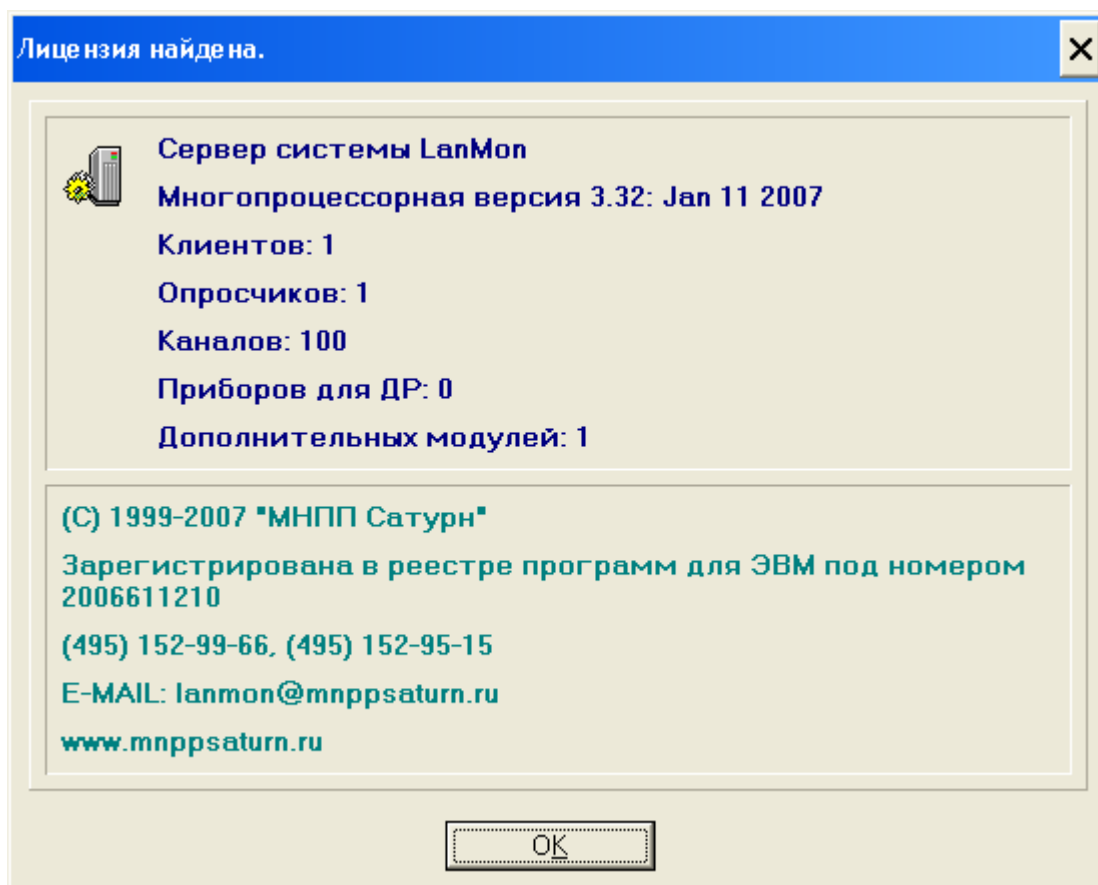 Лицензия найдена.
Сервер системы LanMon
Многопроцессорная версия 3.32: Jan 11 2007
Клиентов: 1
Опросчиков: 1
Каналов: 100
Приборов для ДР: 0
Дополнительных модулей: 1
(C) 1999-2007 "МНПП Сатурн"
Зарегистрирована в реестре программ для ЭВМ под номером
2006611210
(495) 152-99-66, (495) 152-95-15
E-MAIL: lanmon@mnppsaturn.ru
www.mnppsaturn.ru
OK